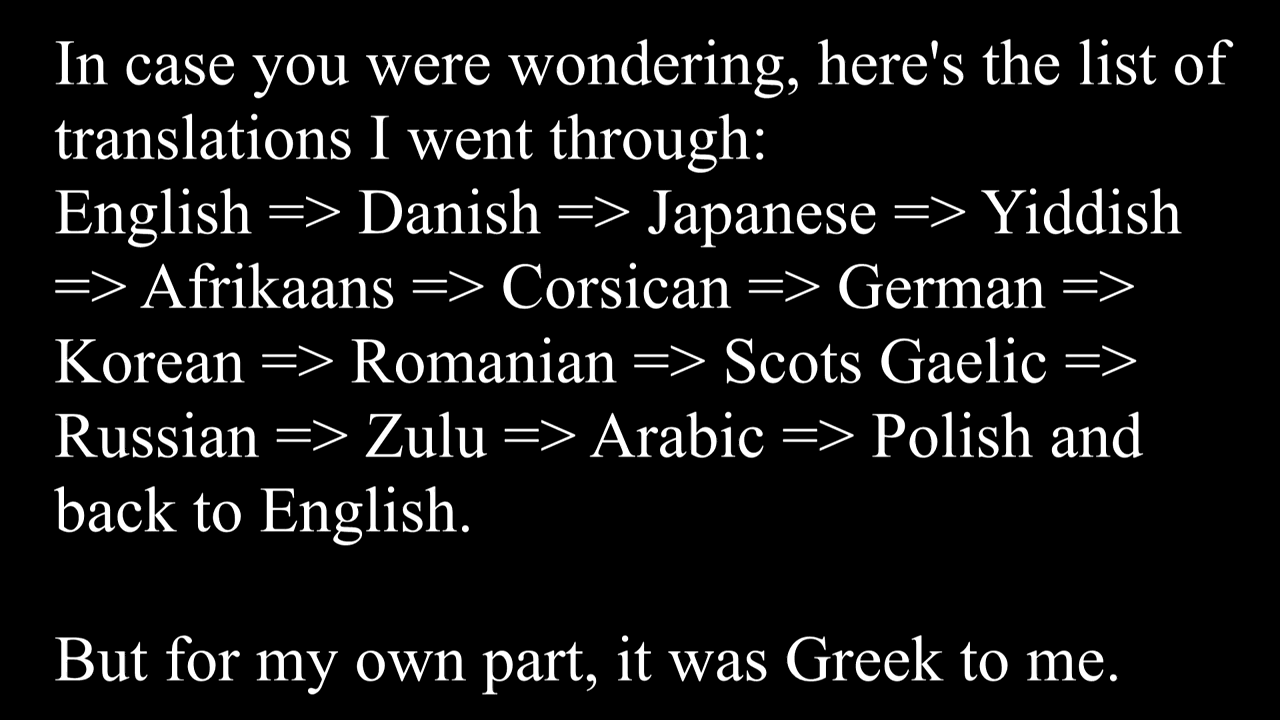 In case you were wondering, here's the list of
translations I went through:
English => Danish => Japanese => Yiddish
=> Afrikaans => Corsican => German =>
Korean => Romanian => Scots Gaelic =>
Russian => Zulu => Arabic => Polish and
back to English.
But for my own part, it was Greek to me.